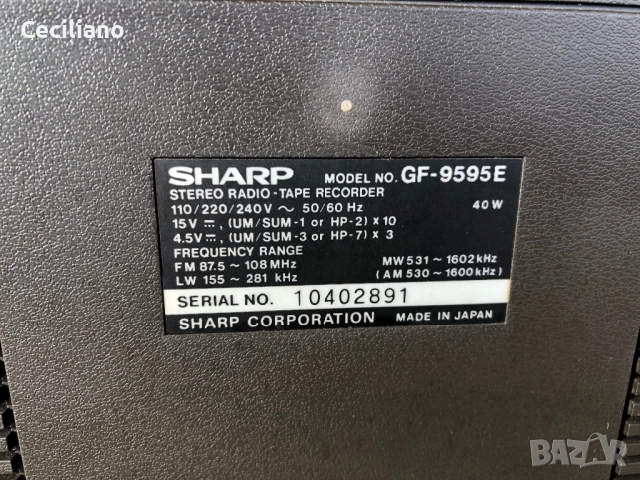 Ceciliano
SHARP MODEL NO. GF-9595E
STEREO RADIO-TAPE RECORDER
110/220/240V ~ 50/60 Hz 40W
15V ⎓, (UM/SUM-1 or HP-2) x 10
4.5V ⎓, (UM/SUM-3 or HP-7) x 3
FREQUENCY RANGE
FM 87.5 ~ 108 MHz MW 531 ~ 1602 kHz
LW 155 ~ 281 kHz (AM 530 ~ 1600 kHz)
SERIAL NO. 10402891
SHARP CORPORATION MADE IN JAPAN
BAZAR